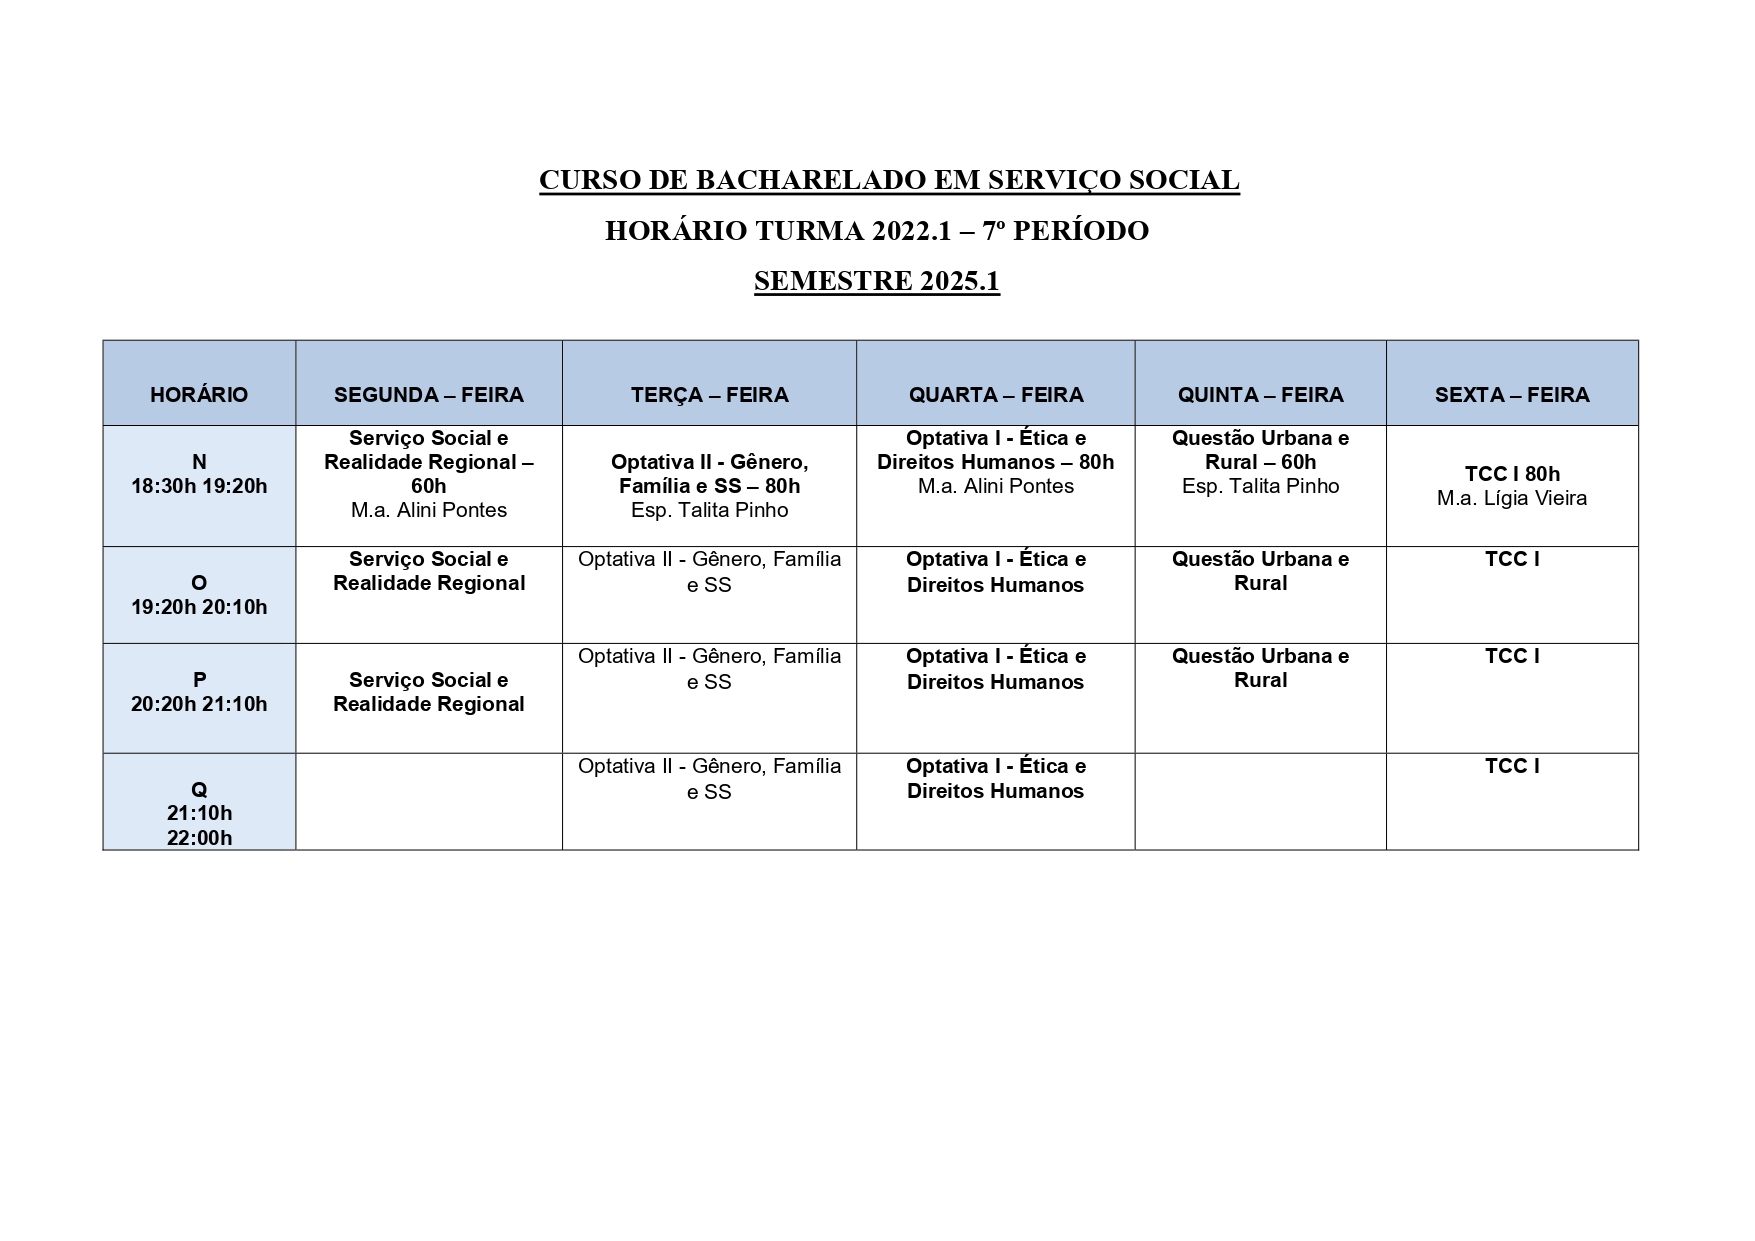 CURSO DE BACHARELADO EM SERVIÇO SOCIAL
HORÁRIO TURMA 2022.1 – 7º PERÍODO
SEMESTRE 2025.1
HORÁRIO
SEGUNDA – FEIRA
TERÇA – FEIRA
QUARTA – FEIRA
QUINTA – FEIRA
SEXTA – FEIRA
N
18:30h 19:20h
Serviço Social e
Realidade Regional –
60h
M.a. Alini Pontes
Optativa II - Gênero,
Família e SS – 80h
Esp. Talita Pinho
Optativa I - Ética e
Direitos Humanos – 80h
M.a. Alini Pontes
Questão Urbana e
Rural – 60h
Esp. Talita Pinho
TCC I 80h
M.a. Lígia Vieira
O
19:20h 20:10h
Serviço Social e
Realidade Regional
Optativa II - Gênero, Família
e SS
Optativa I - Ética e
Direitos Humanos
Questão Urbana e
Rural
TCC I
P
20:20h 21:10h
Serviço Social e
Realidade Regional
Optativa II - Gênero, Família
e SS
Optativa I - Ética e
Direitos Humanos
Questão Urbana e
Rural
TCC I
Q
21:10h
22:00h
Optativa II - Gênero, Família
e SS
Optativa I - Ética e
Direitos Humanos
TCC I